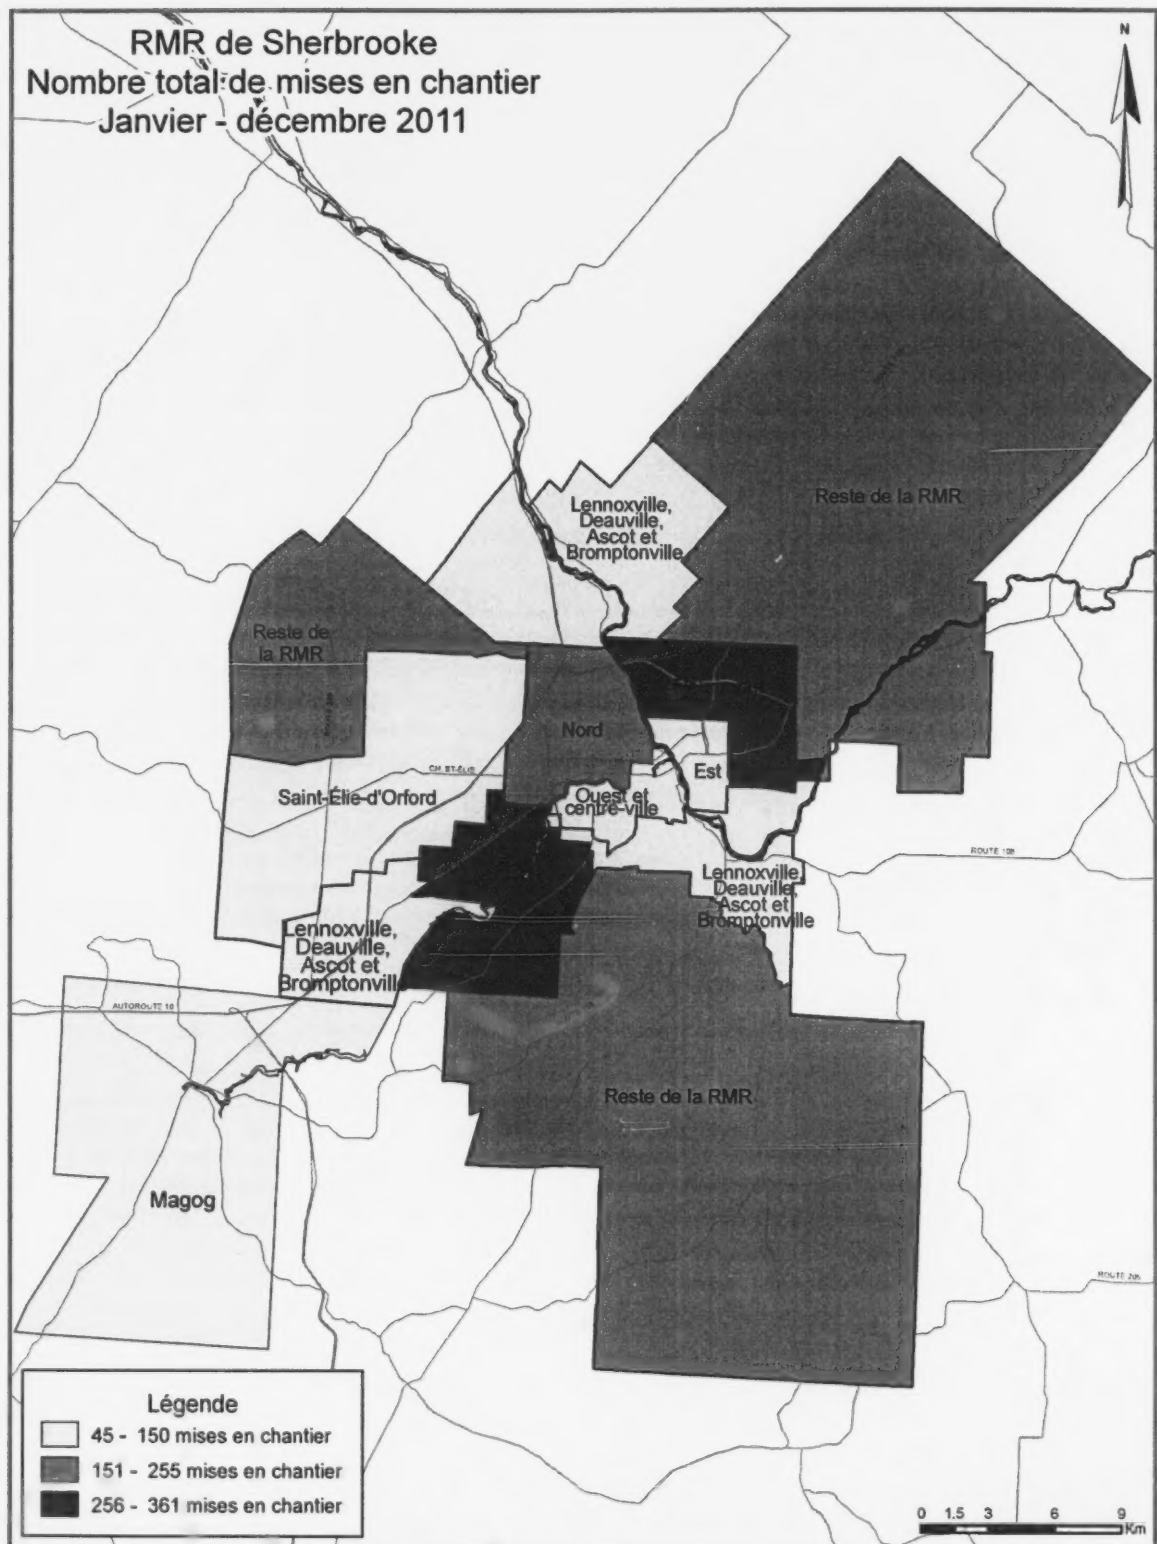 RMR de Sherbrooke
Nombre total de mises en chantier
Janvier - décembre 2011
N
Lennoxville,
Deauville,
Ascot et
Bromptonville
Reste de la RMR
Reste de
la RMR
Nord
CH. ST-ÉLIE
Est
Saint-Élie-d'Orford
Ouest et
centre-ville
ROUTE 108
Lennoxville,
Deauville,
Ascot et
Bromptonville
Lennoxville,
Deauville,
Ascot et
Bromptonville
AUTOROUTE 10
Reste de la RMR
Magog
Légende
45 - 150 mises en chantier
151 - 255 mises en chantier
256 - 361 mises en chantier
0 1.5 3 6 9
Km